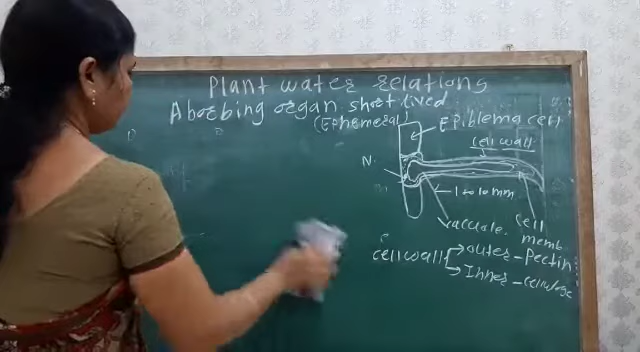 Plant water relations
Absorbing organ short lived
(Ephemeral)
Epiblema cell
cell wall
N.
1 to 10 mm
vacuole.
cell
memb.
cell wall → outer - Pectin
→ Inner - cellulose